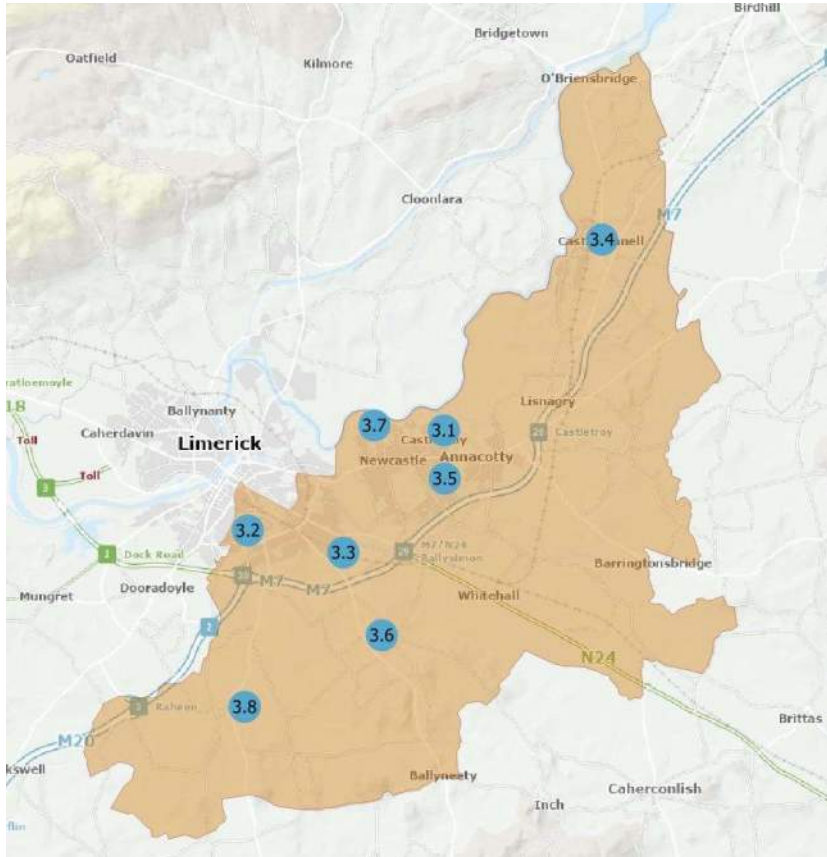 Birdhill
Bridgetown
Oatfield
Kilmore
O'Briensbridge
Cloonlara
M7
3.4
Lisnagry
Ballynanty
Caherdavin
Limerick
18
Toll
Toll
3
3.7
3.1
Newcastle
Annacotty
Castletroy
3.5
3.2
3.3
M7/N24
Ballysimon
29
1
Dock Road
M7
M7
Dooradoyle
Mungret
Barringtonsbridge
Whitehall
2
3.6
N24
3.8
Raheen
M20
Brittas
Ballyneety
Caherconlish
Inch